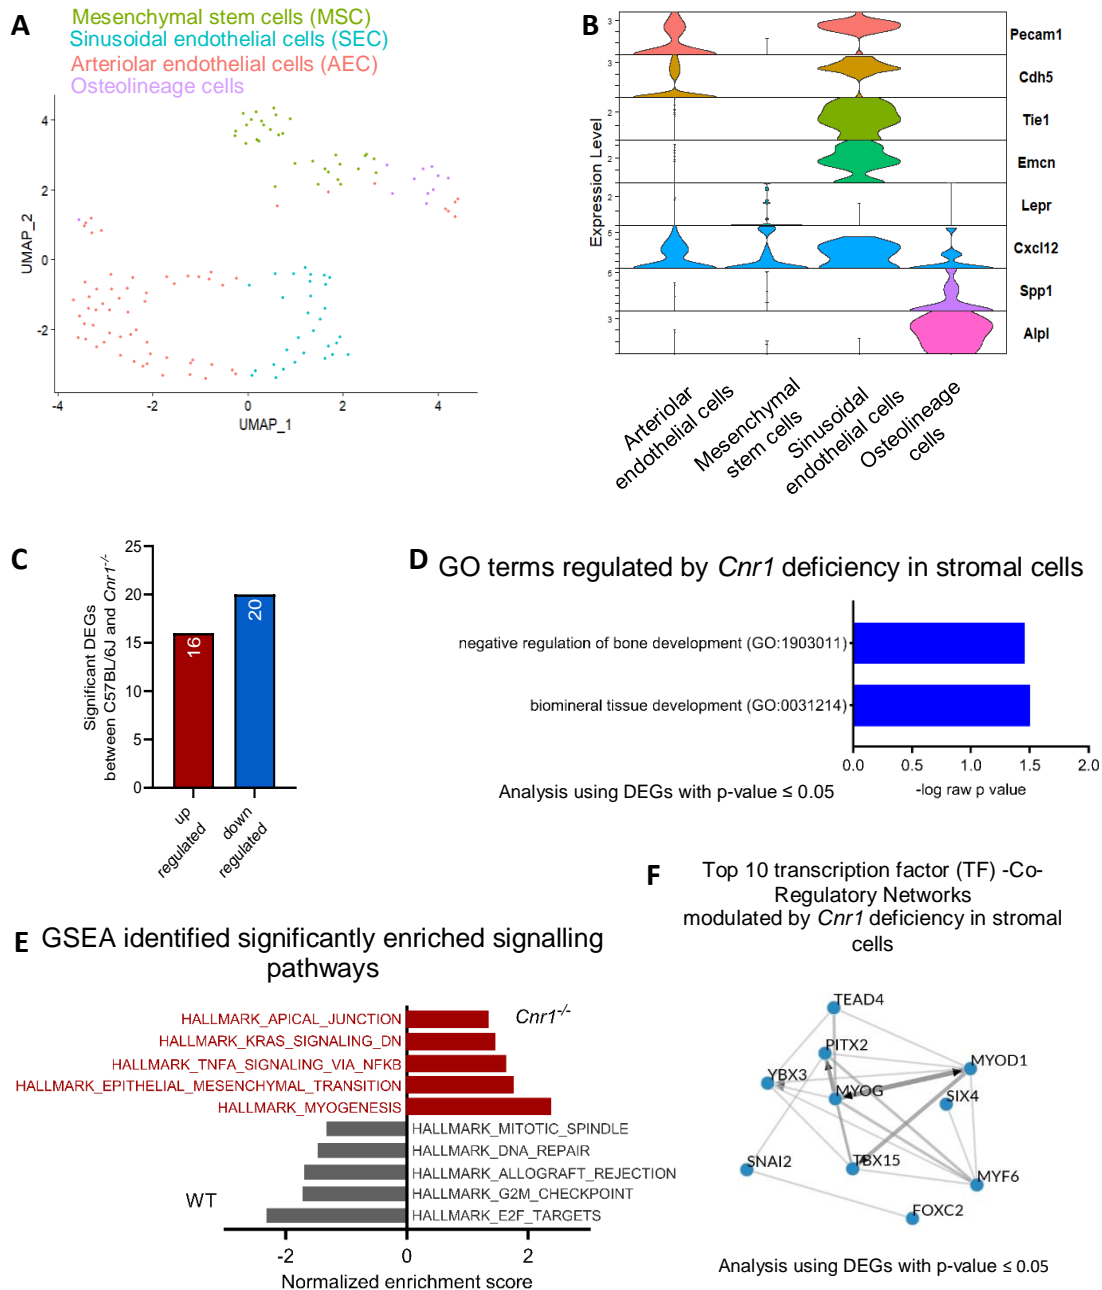 A
Mesenchymal stem cells (MSC)
Sinusoidal endothelial cells (SEC)
Arteriolar endothelial cells (AEC)
Osteolineage cells
4
2
0
-2
UMAP_2
-4
-2
0
2
4
UMAP_1
B
Expression Level
3
Pecam1
3
Cdh5
2
Tie1
2
Emcn
2
Lepr
5
Cxcl12
5
Spp1
3
Alpl
Arteriolar
endothelial cells
Mesenchymal
stem cells
Sinusoidal
endothelial cells
Osteolineage
cells
C
Significant DEGs
between C57BL/6J and Cnr1-/-
25
20
15
10
5
0
16
20
up
regulated
down
regulated
D GO terms regulated by Cnr1 deficiency in stromal cells
negative regulation of bone development (GO:1903011)
biomineral tissue development (GO:0031214)
0.0
0.5
1.0
1.5
2.0
-log raw p value
Analysis using DEGs with p-value ≤ 0.05
E GSEA identified significantly enriched signalling
pathways
Cnr1-/-
HALLMARK_APICAL_JUNCTION
HALLMARK_KRAS_SIGNALING_DN
HALLMARK_TNFA_SIGNALING_VIA_NFKB
HALLMARK_EPITHELIAL_MESENCHYMAL_TRANSITION
HALLMARK_MYOGENESIS
HALLMARK_MITOTIC_SPINDLE
HALLMARK_DNA_REPAIR
HALLMARK_ALLOGRAFT_REJECTION
HALLMARK_G2M_CHECKPOINT
HALLMARK_E2F_TARGETS
WT
-2
0
2
Normalized enrichment score
F
Top 10 transcription factor (TF) -Co-
Regulatory Networks
modulated by Cnr1 deficiency in stromal
cells
TEAD4
PITX2
MYOD1
YBX3
MYOG
SIX4
SNAI2
TBX15
MYF6
FOXC2
Analysis using DEGs with p-value ≤ 0.05